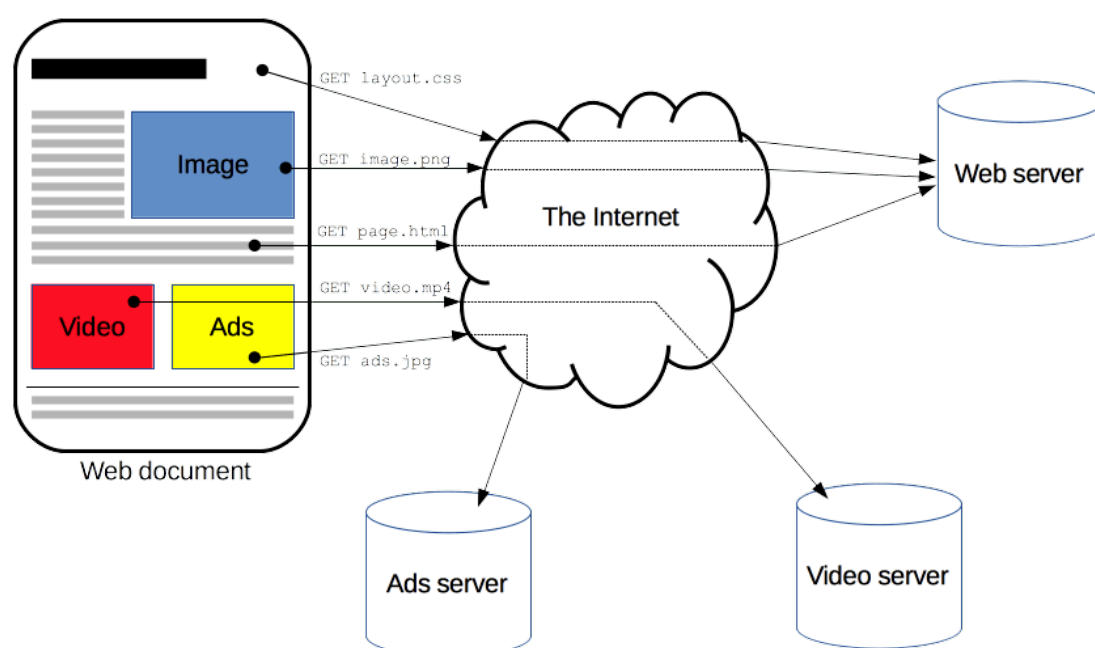 GET layout.css
Image
GET image.png
Web server
The Internet
GET page.html
GET video.mp4
Video
Ads
GET ads.jpg
Web document
Ads server
Video server